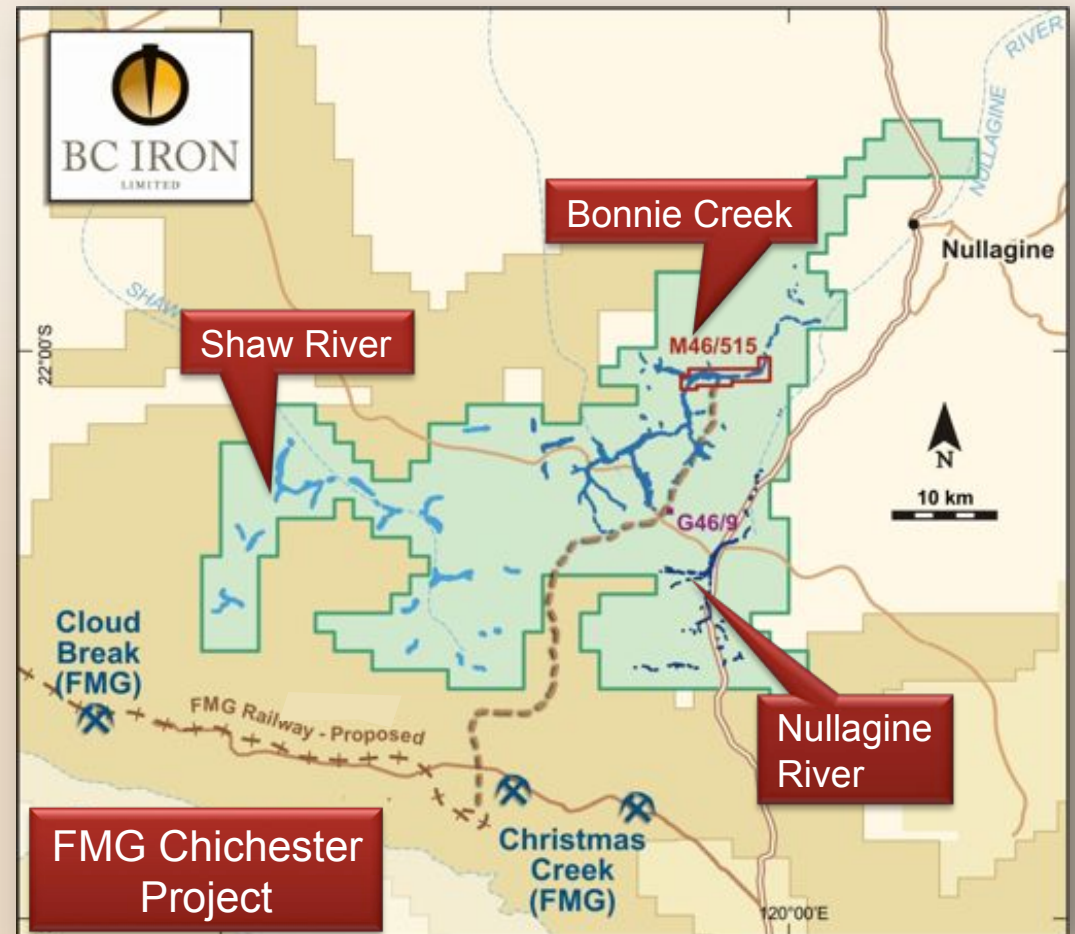 BC IRON
LIMITED
RIVER
NULLAGINE
Bonnie Creek
Nullagine
SHAW
Shaw River
22°00'S
M46/515
N
10 km
G46/9
Cloud
Break
(FMG)
FMG Railway - Proposed
Nullagine
River
FMG Chichester
Project
Christmas
Creek
(FMG)
120°00'E